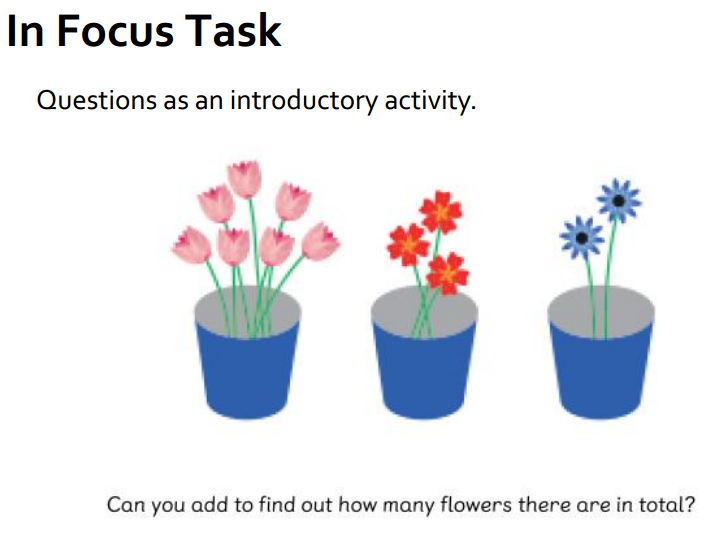 In Focus Task
Questions as an introductory activity.
Can you add to find out how many flowers there are in total?